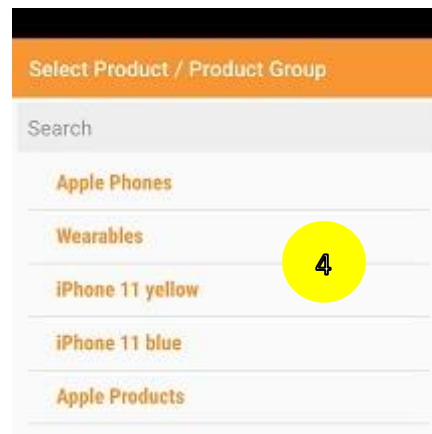 Select Product / Product Group
Search
Apple Phones
Wearables
4
iPhone 11 yellow
iPhone 11 blue
Apple Products